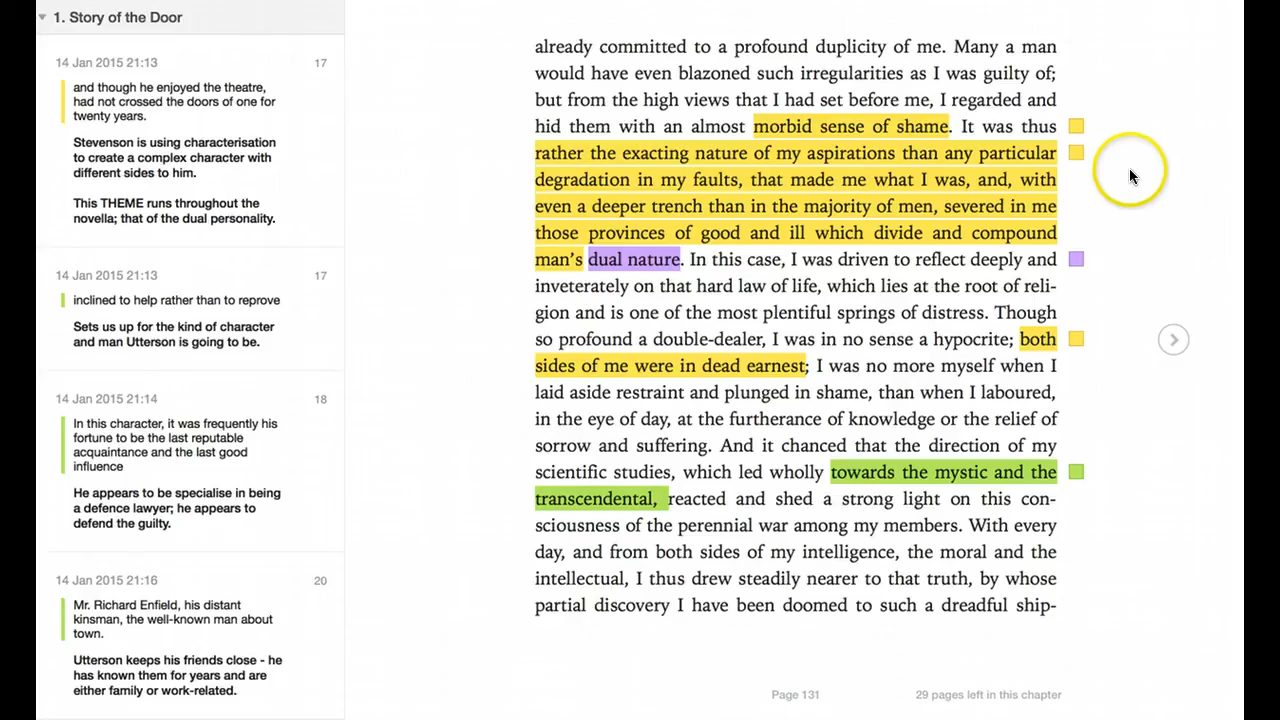 1. Story of the Door
14 Jan 2015 21:13 17
and though he enjoyed the theatre,
had not crossed the doors of one for
twenty years.
Stevenson is using characterisation
to create a complex character with
different sides to him.
This THEME runs throughout the
novella; that of the dual personality.
14 Jan 2015 21:13 17
inclined to help rather than to reprove
Sets us up for the kind of character
and man Utterson is going to be.
14 Jan 2015 21:14 18
In this character, it was frequently his
fortune to be the last reputable
acquaintance and the last good
influence
He appears to be specialise in being
a defence lawyer; he appears to
defend the guilty.
14 Jan 2015 21:16 20
Mr. Richard Enfield, his distant
kinsman, the well-known man about
town.
Utterson keeps his friends close - he
has known them for years and are
either family or work-related.
already committed to a profound duplicity of me. Many a man
would have even blazoned such irregularities as I was guilty of;
but from the high views that I had set before me, I regarded and
hid them with an almost morbid sense of shame. It was thus
rather the exacting nature of my aspirations than any particular
degradation in my faults, that made me what I was, and, with
even a deeper trench than in the majority of men, severed in me
those provinces of good and ill which divide and compound
man's dual nature. In this case, I was driven to reflect deeply and
inveterately on that hard law of life, which lies at the root of reli-
gion and is one of the most plentiful springs of distress. Though
so profound a double-dealer, I was in no sense a hypocrite; both
sides of me were in dead earnest; I was no more myself when I
laid aside restraint and plunged in shame, than when I laboured,
in the eye of day, at the furtherance of knowledge or the relief of
sorrow and suffering. And it chanced that the direction of my
scientific studies, which led wholly towards the mystic and the
transcendental, reacted and shed a strong light on this con-
sciousness of the perennial war among my members. With every
day, and from both sides of my intelligence, the moral and the
intellectual, I thus drew steadily nearer to that truth, by whose
partial discovery I have been doomed to such a dreadful ship-
Page 131 29 pages left in this chapter